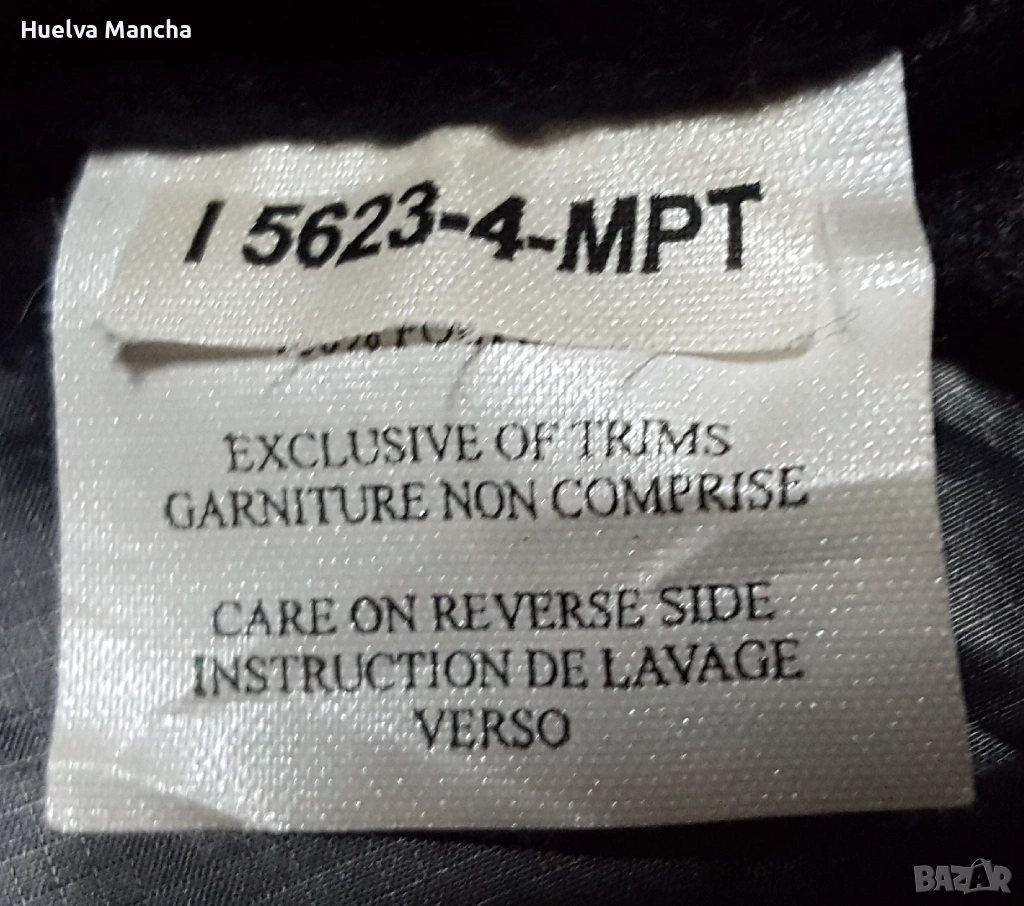 Huelva Mancha
I 5623-4-MPT
EXCLUSIVE OF TRIMS
GARNITURE NON COMPRISE
CARE ON REVERSE SIDE
INSTRUCTION DE LAVAGE
VERSO
BAZAR